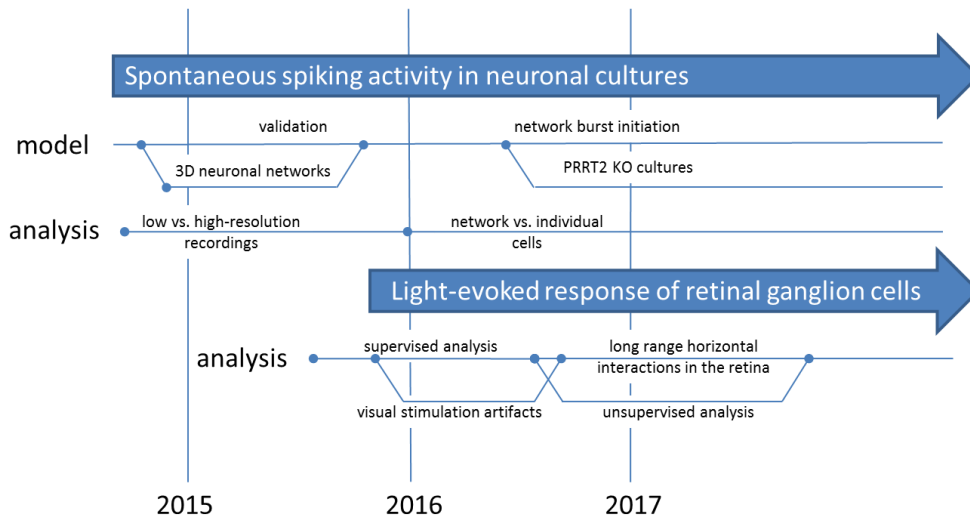 Spontaneous spiking activity in neuronal cultures
model
validation
network burst initiation
3D neuronal networks
PRRT2 KO cultures
analysis
low vs. high-resolution
recordings
network vs. individual
cells
Light-evoked response of retinal ganglion cells
analysis
supervised analysis
long range horizontal
interactions in the retina
visual stimulation artifacts
unsupervised analysis
2015
2016
2017